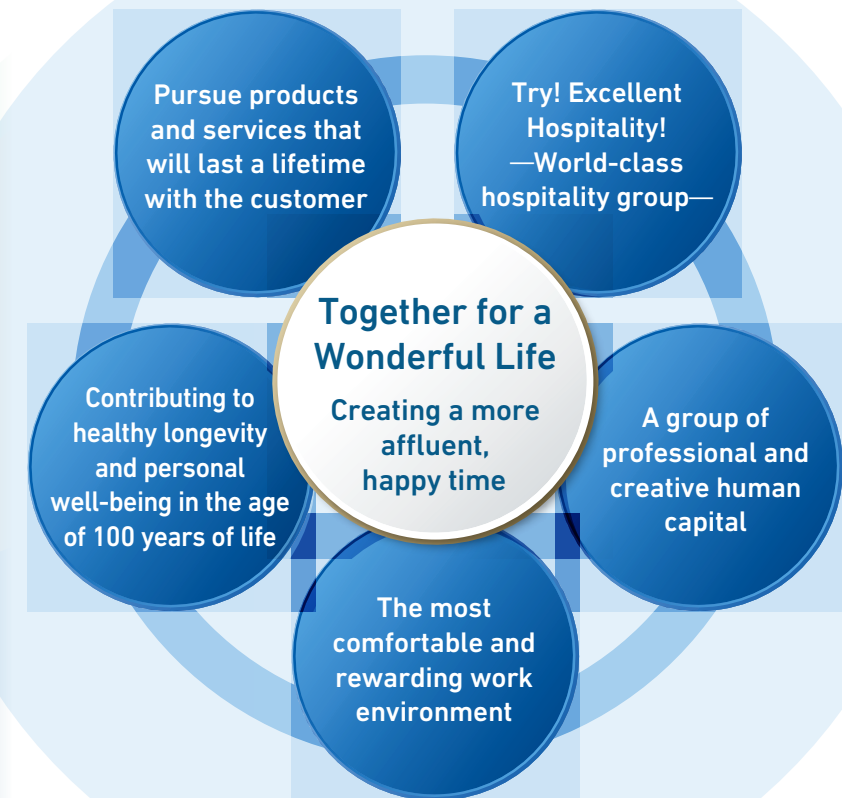 Pursue products
and services that
will last a lifetime
with the customer
Try! Excellent
Hospitality!
—World-class
hospitality group—
Together for a
Wonderful Life
Creating a more
affluent,
happy time
Contributing to
healthy longevity
and personal
well-being in the age
of 100 years of life
A group of
professional and
creative human
capital
The most
comfortable and
rewarding work
environment